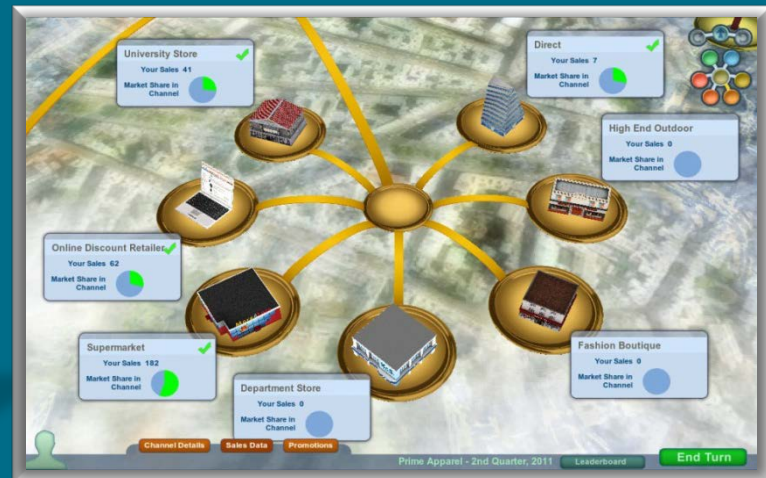 University Store
Your Sales 41
Market Share in
Channel
Direct
Your Sales 7
Market Share in
Channel
High End Outdoor
Your Sales 0
Market Share in
Channel
Online Discount Retailer
Your Sales 62
Market Share in
Channel
Supermarket
Your Sales 182
Market Share in
Channel
Department Store
Your Sales 0
Market Share in
Channel
Fashion Boutique
Your Sales 0
Market Share in
Channel
Channel Details
Sales Data
Promotions
Prime Apparel - 2nd Quarter, 2011
Leaderboard
End Turn